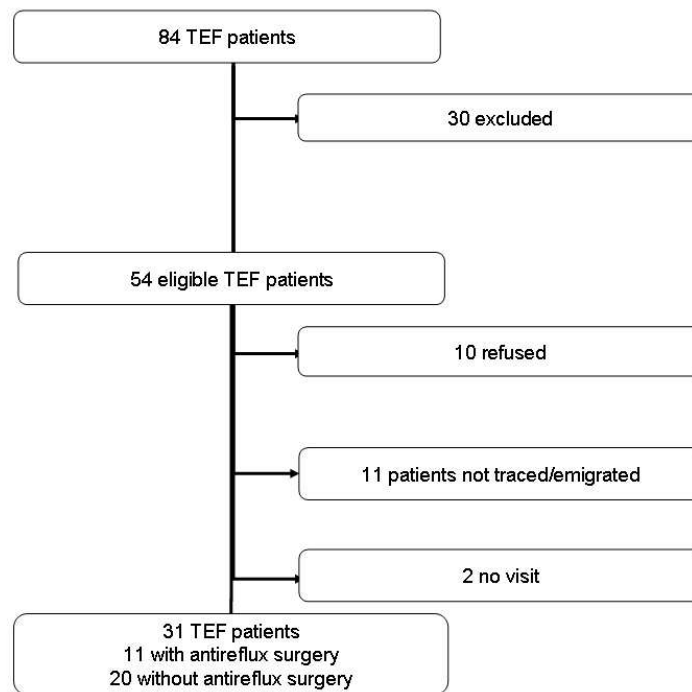 84 TEF patients
30 excluded
54 eligible TEF patients
10 refused
11 patients not traced/emigrated
2 no visit
31 TEF patients
11 with antireflux surgery
20 without antireflux surgery